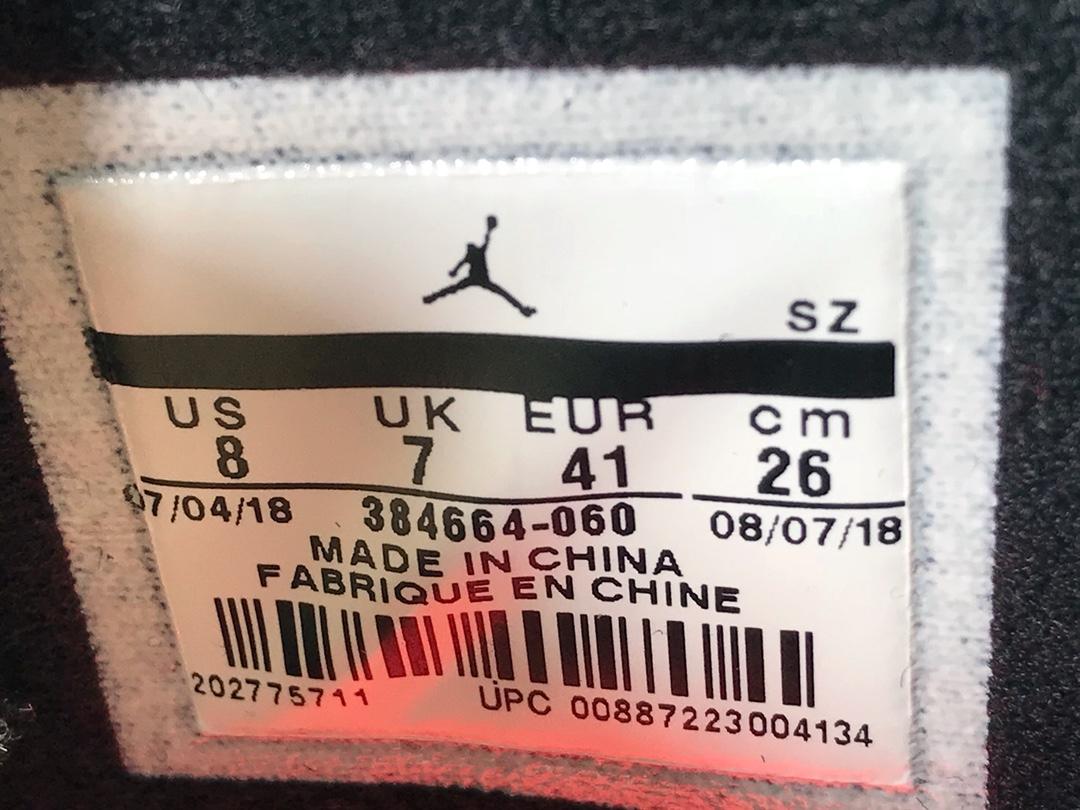 SZ
US UK EUR cm
8 7 41 26
07/04/18 384664-060 08/07/18
MADE IN CHINA
FABRIQUE EN CHINE
202775711 UPC 00887223004134